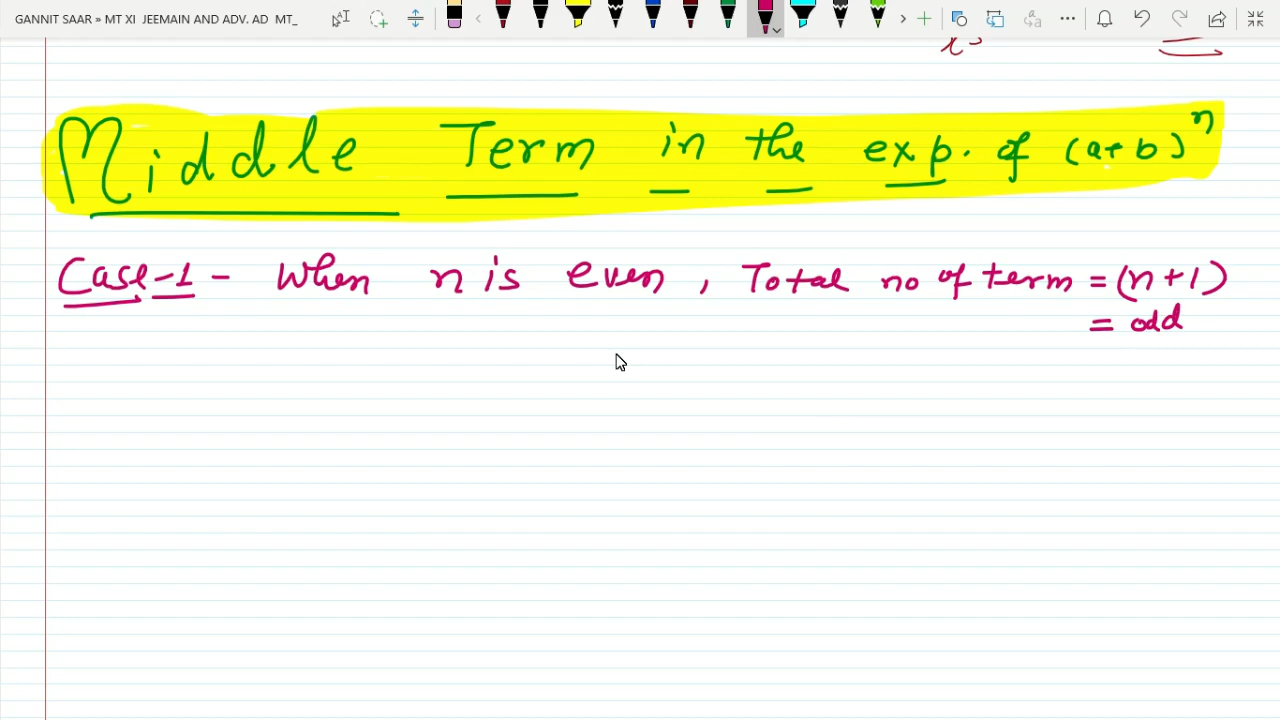 GANNIT SAAR » MT XI JEEMAIN AND ADV. AD MT_
Middle Term in the exp. of (a+b)^n
Case-1 - When n is even, Total no of term = (n+1)
= odd